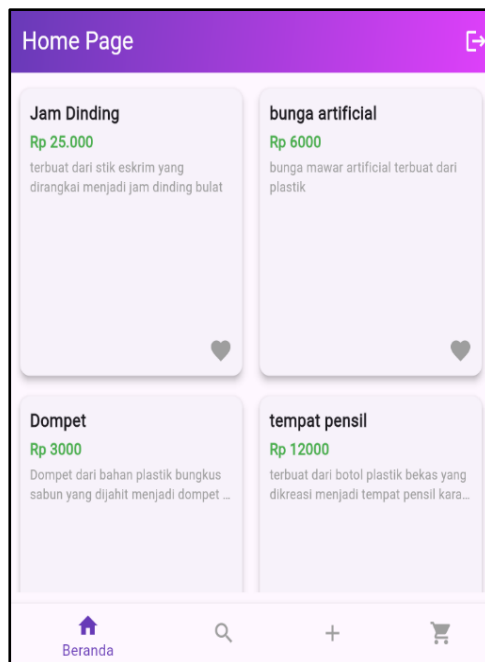 Home Page
Jam Dinding
Rp 25.000
terbuat dari stik eskrim yang
dirangkai menjadi jam dinding bulat
bunga artificial
Rp 6000
bunga mawar artificial terbuat dari
plastik
Dompet
Rp 3000
Dompet dari bahan plastik bungkus
sabun yang dijahit menjadi dompet ...
tempat pensil
Rp 12000
terbuat dari botol plastik bekas yang
dikreasi menjadi tempat pensil kara...
Beranda